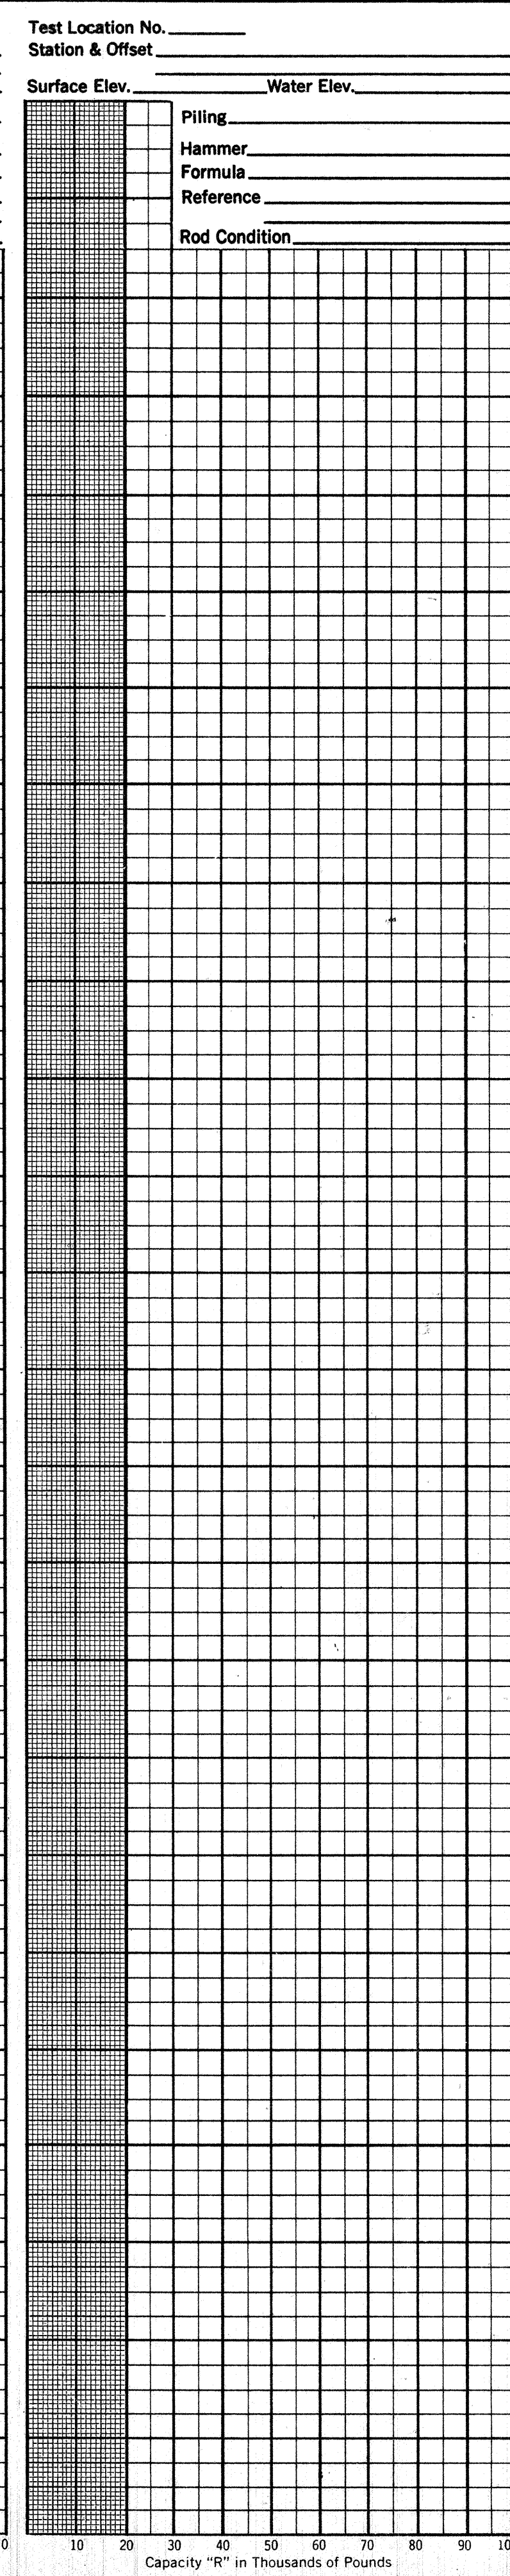 Test Location No.
Station & Offset
Surface Elev. Water Elev.
Piling
Hammer
Formula
Reference
Rod Condition
0 10 20 30 40 50 60 70 80 90 10
Capacity "R" in Thousands of Pounds